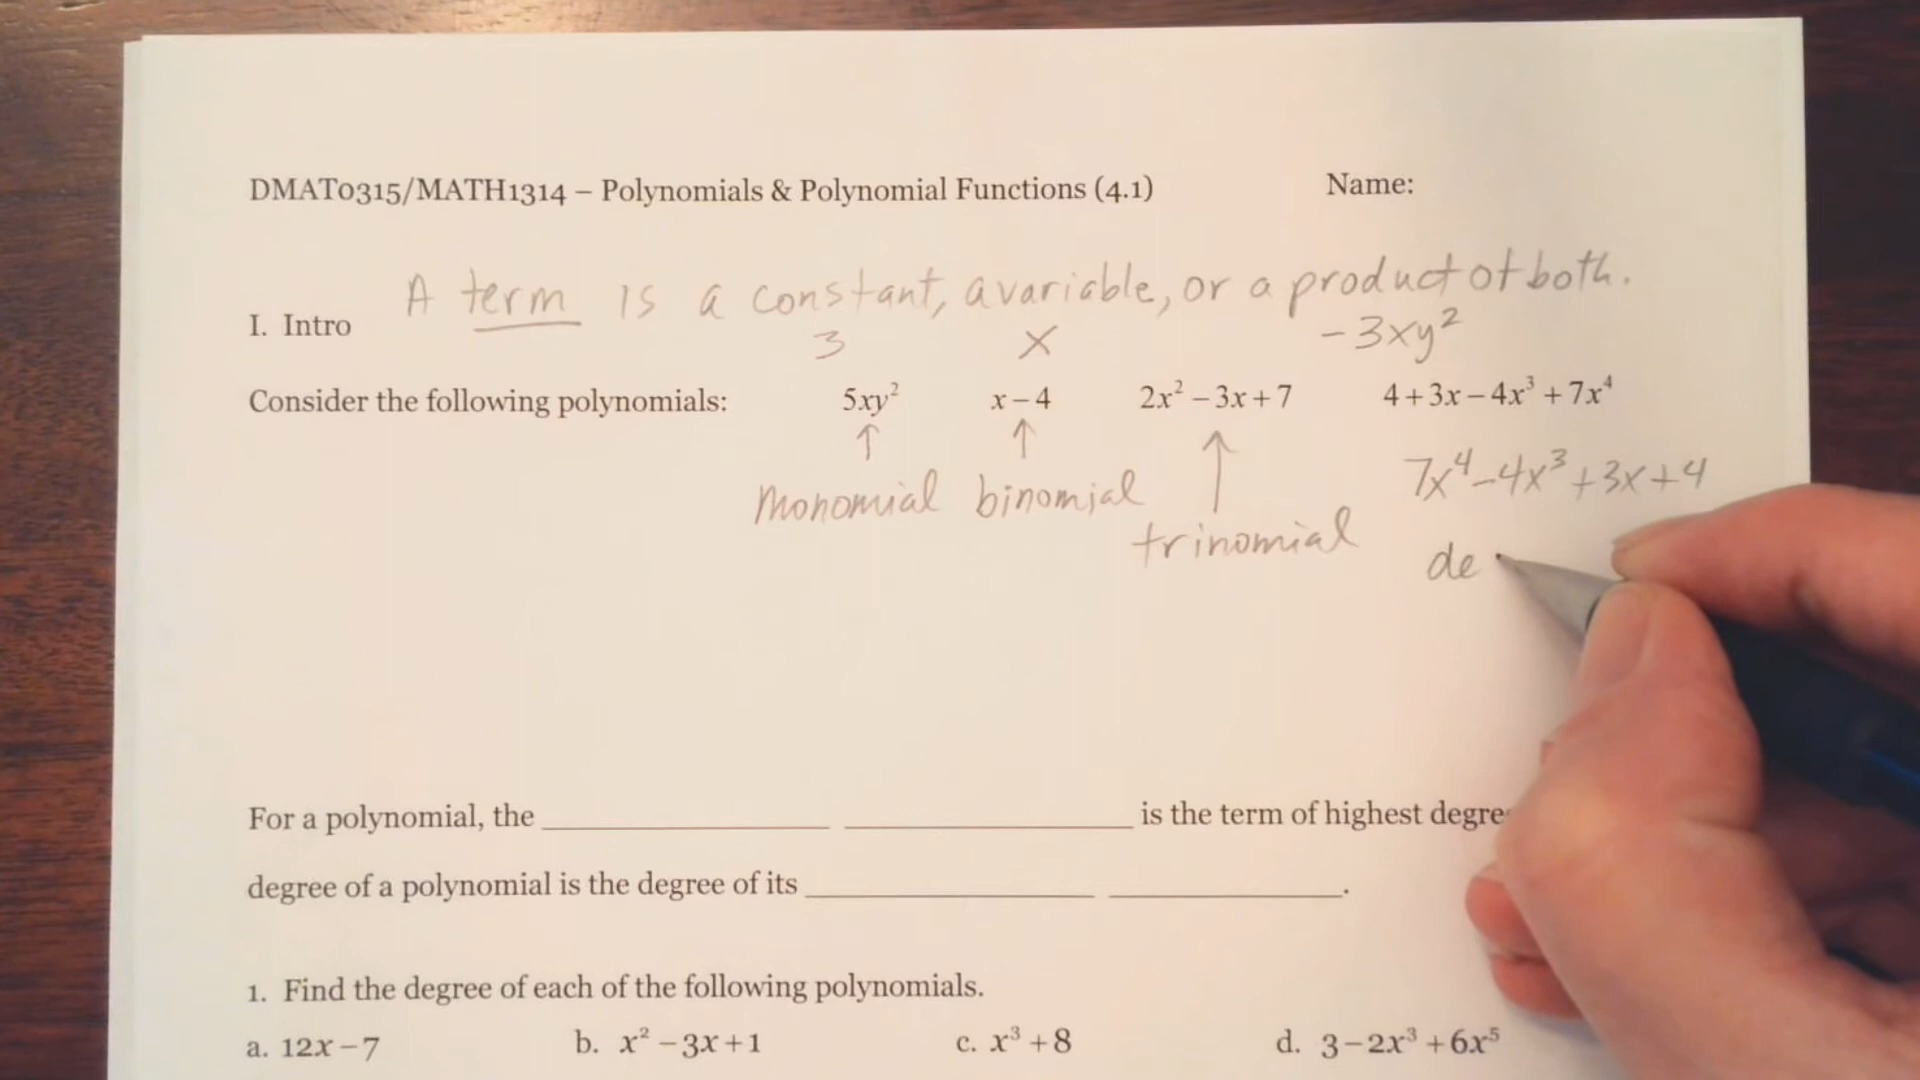 DMAT0315/MATH1314 – Polynomials & Polynomial Functions (4.1) Name:
A term is a constant, a variable, or a product of both.
I. Intro
3 x -3xy²
Consider the following polynomials: 5xy² x – 4 2x² – 3x + 7 4 + 3x – 4x³ + 7x⁴
↑ ↑ ↑
7x⁴-4x³+3x+4
monomial binomial
trinomial
de
For a polynomial, the ____________ ____________ is the term of highest
degree of a polynomial is the degree of its ____________ ____________.
1. Find the degree of each of the following polynomials.
a. 12x – 7 b. x² – 3x + 1 c. x³ + 8 d. 3 – 2x³ + 6x⁵